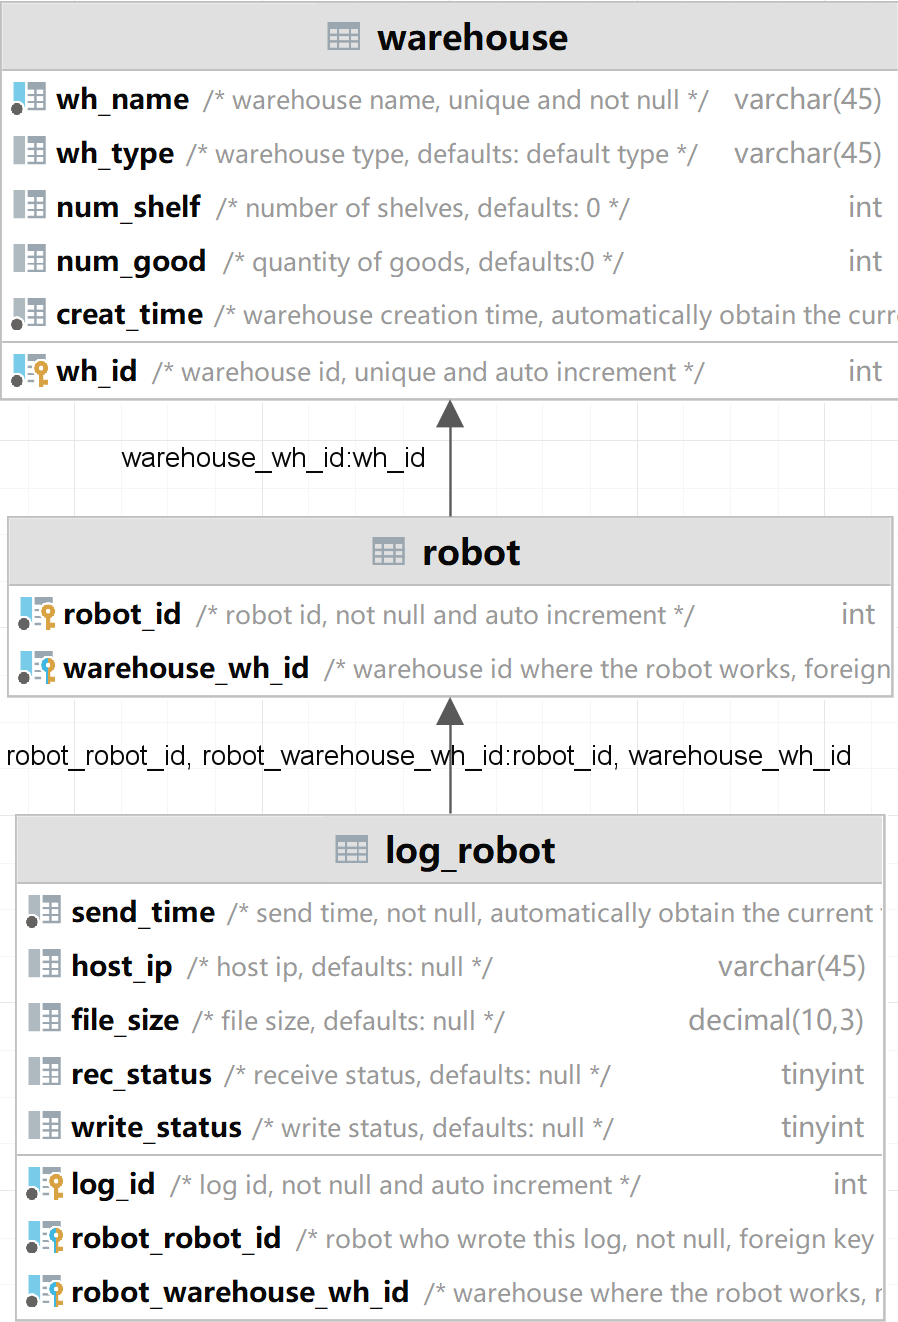 warehouse
wh_name /* warehouse name, unique and not null */ varchar(45)
wh_type /* warehouse type, defaults: default type */ varchar(45)
num_shelf /* number of shelves, defaults: 0 */ int
num_good /* quantity of goods, defaults:0 */ int
creat_time /* warehouse creation time, automatically obtain the curr
wh_id /* warehouse id, unique and auto increment */ int
warehouse_wh_id:wh_id
robot
robot_id /* robot id, not null and auto increment */ int
warehouse_wh_id /* warehouse id where the robot works, foreign
robot_robot_id, robot_warehouse_wh_id:robot_id, warehouse_wh_id
log_robot
send_time /* send time, not null, automatically obtain the current
host_ip /* host ip, defaults: null */ varchar(45)
file_size /* file size, defaults: null */ decimal(10,3)
rec_status /* receive status, defaults: null */ tinyint
write_status /* write status, defaults: null */ tinyint
log_id /* log id, not null and auto increment */ int
robot_robot_id /* robot who wrote this log, not null, foreign key
robot_warehouse_wh_id /* warehouse where the robot works,